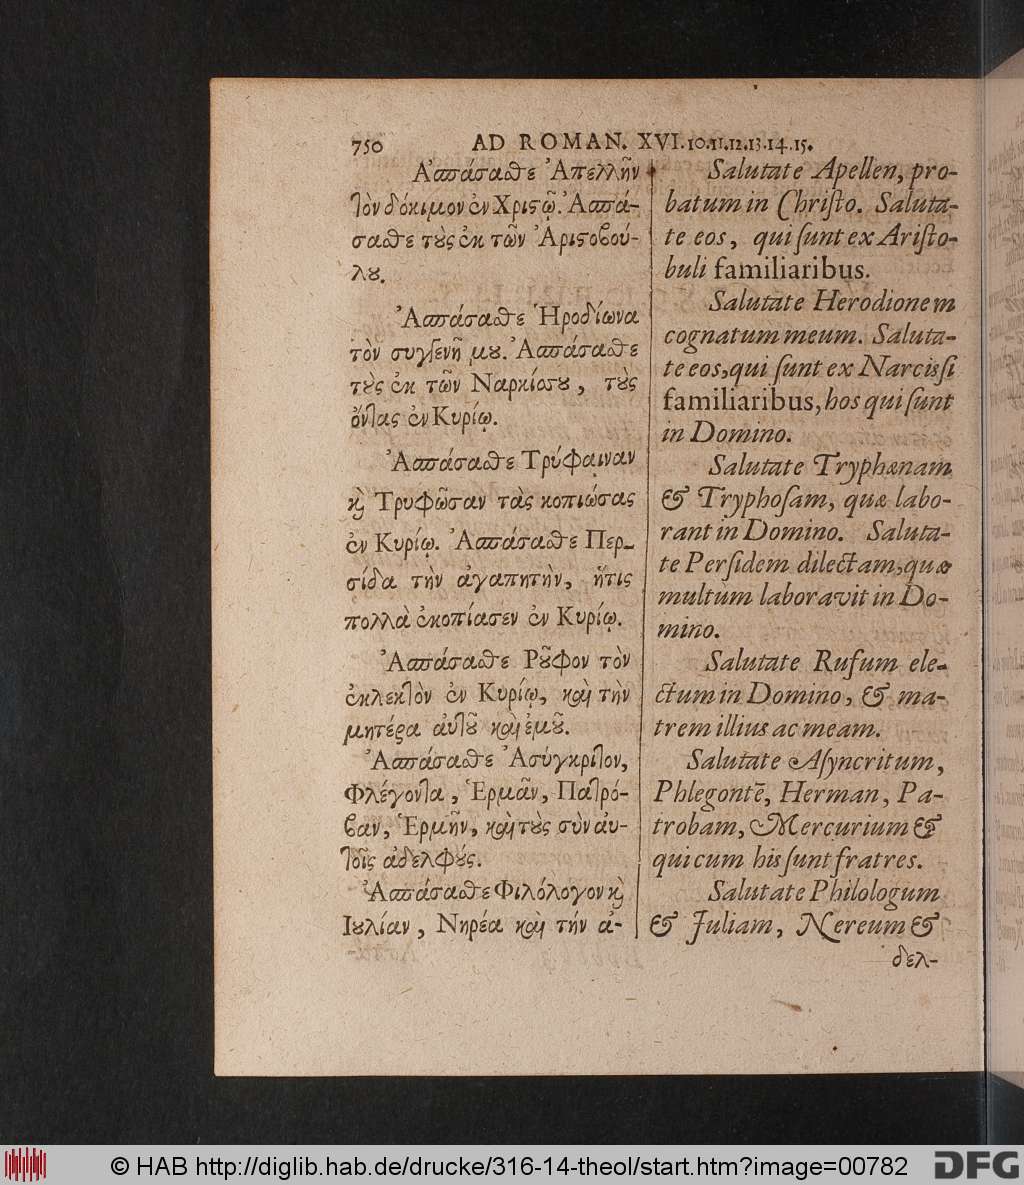 750 AD ROMAN. XVI.10.11.12.13.14.15.
Ἀσπάσασθε Ἀπελλῆν
τὸν δόκιμον ἐν Χριστῷ. Ἀσπά-
σασθε τοὺς ἐκ τῶν Ἀριστοβού-
λου.
Ἀσπάσασθε Ἡροδίωνα
τὸν συγγενῆ μου. Ἀσπάσασθε
τοὺς ἐκ τῶν Ναρκίσσου, τοὺς
ὄντας ἐν Κυρίῳ.
Ἀσπάσασθε Τρύφαιναν
καὶ Τρυφῶσαν τὰς κοπιώσας
ἐν Κυρίῳ. Ἀσπάσασθε Περ-
σίδα τὴν ἀγαπητὴν, ἥτις
πολλὰ ἐκοπίασεν ἐν Κυρίῳ.
Ἀσπάσασθε Ροῦφον τὸν
ἐκλεκτὸν ἐν Κυρίῳ, καὶ τὴν
μητέρα αὐτοῦ καὶ ἐμοῦ.
Ἀσπάσασθε Ἀσύγκριτον,
Φλέγοντα, Ἑρμᾶν, Πατρό-
βαν, Ἑρμῆν, καὶ τοὺς σὺν αὐ-
τοῖς ἀδελφούς.
Ἀσπάσασθε Φιλόλογον καὶ
Ιουλίαν, Νηρέα καὶ τήν ἀ-
Salutate Apellen, pro-
batum in Chriſto. Saluta-
te eos, qui ſunt ex Ariſto-
buli familiaribus.
Salutate Herodionem
cognatum meum. Saluta-
te eos, qui ſunt ex Narciſſi
familiaribus, hos qui ſunt
in Domino.
Salutate Tryphænam
& Tryphoſam, quæ labo-
rant in Domino. Saluta-
te Perſidem dilectam, quæ
multùm laboravit in Do-
mino.
Salutate Rufum ele-
ctum in Domino, & ma-
trem illius ac meam.
Salutate Aſyncritum,
Phlegontē, Herman, Pa-
trobam, Mercurium &
qui cum his ſunt fratres.
Salutate Philologum
& Juliam, Nereum &
δελ-
© HAB http://diglib.hab.de/drucke/316-14-theol/start.htm?image=00782
DFG